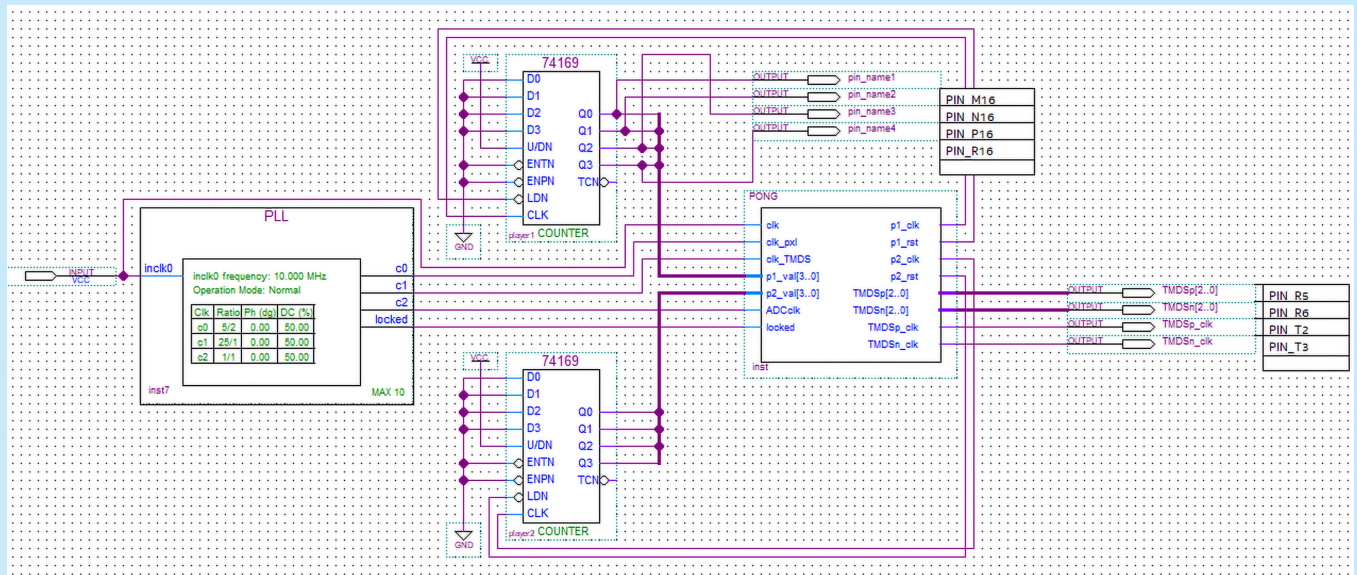 PLL
inclk0
inclk0 frequency: 10.000 MHz
Operation Mode: Normal
Clk Ratio Ph (dg) DC (%)
c0 5/2 0.00 50.00
c1 25/1 0.00 50.00
c2 1/1 0.00 50.00
c0
c1
c2
locked
inst7
MAX 10
INPUT
VCC
VCC
74169
D0
D1
D2
D3
U/DN
ENTN
ENPN
LDN
CLK
Q0
Q1
Q2
Q3
TCN
GND
player1 COUNTER
OUTPUT pin_name1
OUTPUT pin_name2
OUTPUT pin_name3
OUTPUT pin_name4
PIN_M16
PIN_N16
PIN_P16
PIN_R16
PONG
clk
clk_pxl
clk_TMDS
p1_val[3..0]
p2_val[3..0]
ADCclk
locked
p1_clk
p1_rst
p2_clk
p2_rst
TMDSp[2..0]
TMDSn[2..0]
TMDSp_clk
TMDSn_clk
inst
OUTPUT TMDSp[2..0]
OUTPUT TMDSn[2..0]
OUTPUT TMDSp_clk
OUTPUT TMDSn_clk
PIN_R5
PIN_R6
PIN_T2
PIN_T3
VCC
74169
D0
D1
D2
D3
U/DN
ENTN
ENPN
LDN
CLK
Q0
Q1
Q2
Q3
TCN
GND
player2 COUNTER